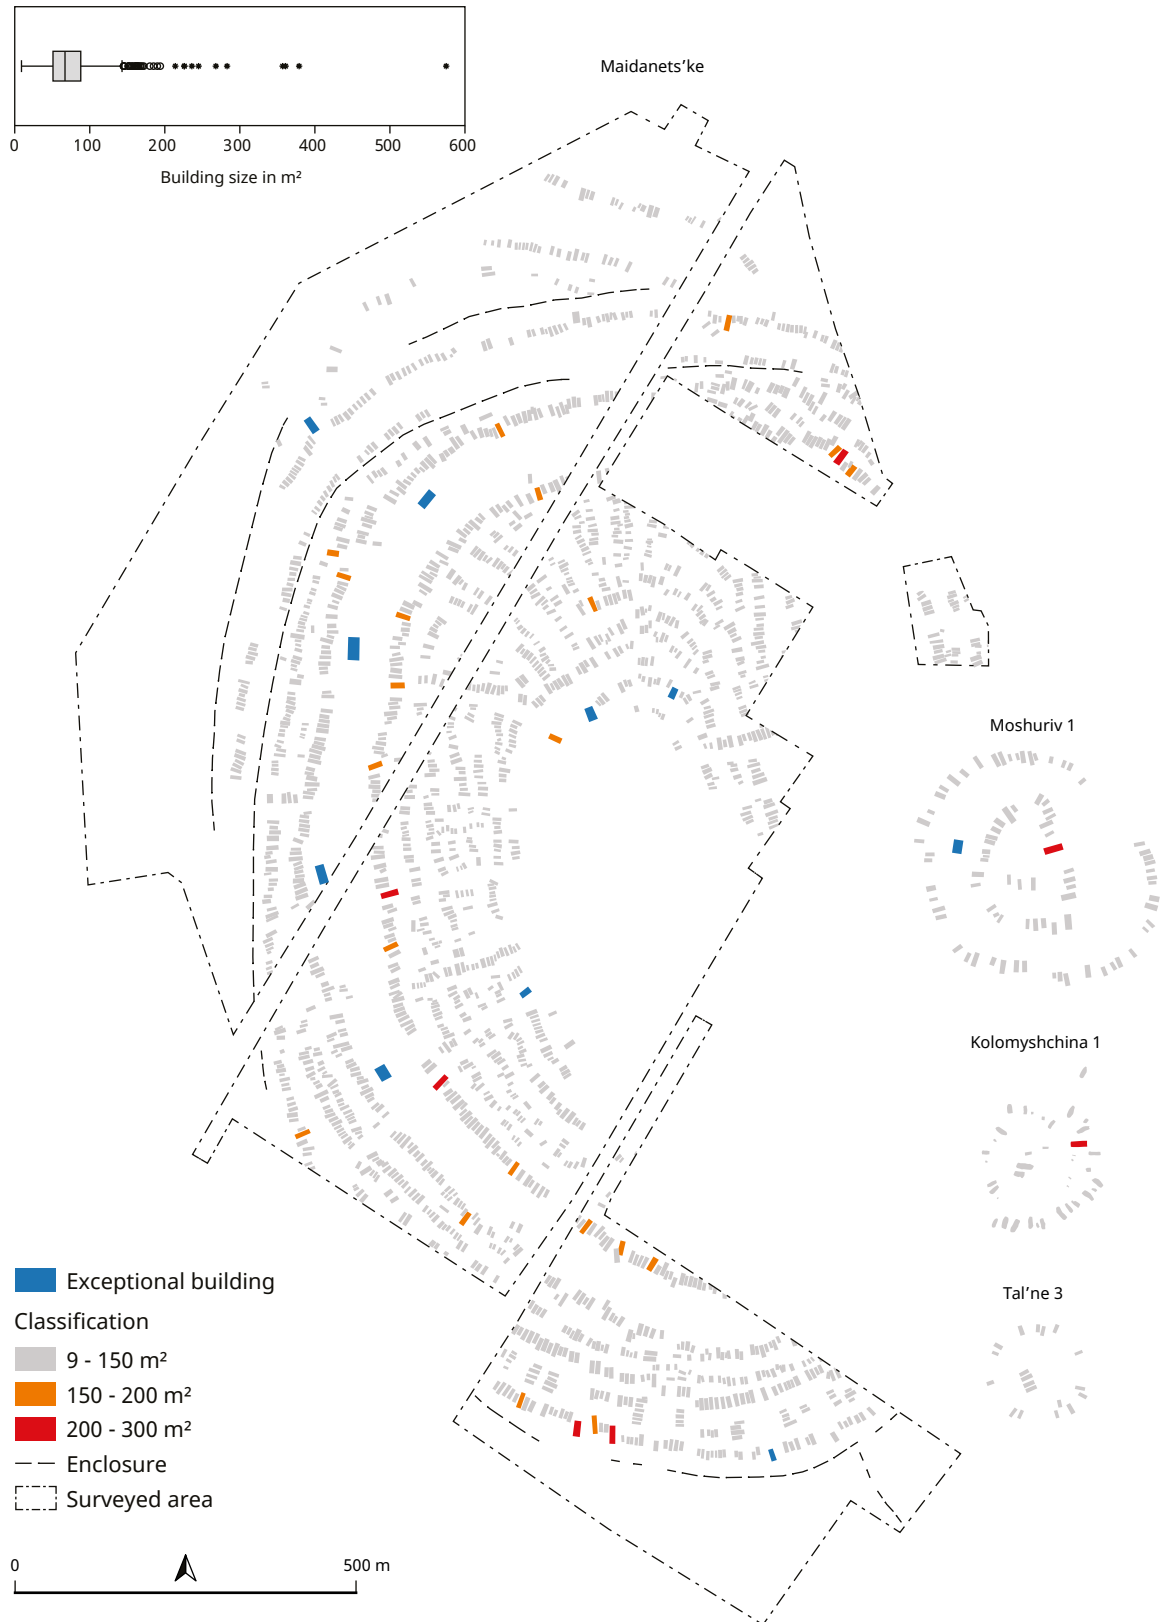 0 100 200 300 400 500 600
Building size in m²
Maidanets’ke
Moshuriv 1
Kolomyshchina 1
Tal’ne 3
Exceptional building
Classification
9 - 150 m²
150 - 200 m²
200 - 300 m²
Enclosure
Surveyed area
0 500 m